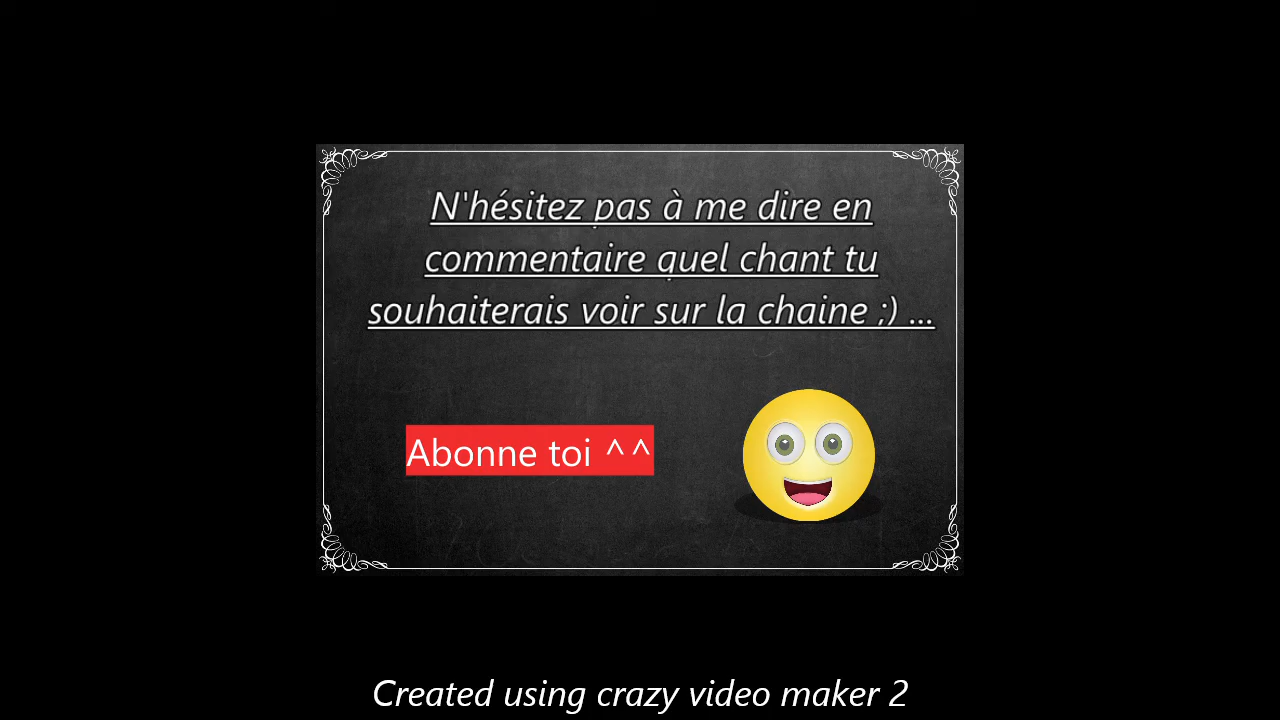 N'hésitez pas à me dire en
commentaire quel chant tu
souhaiterais voir sur la chaine ;) ...
Abonne toi ^^
Created using crazy video maker 2